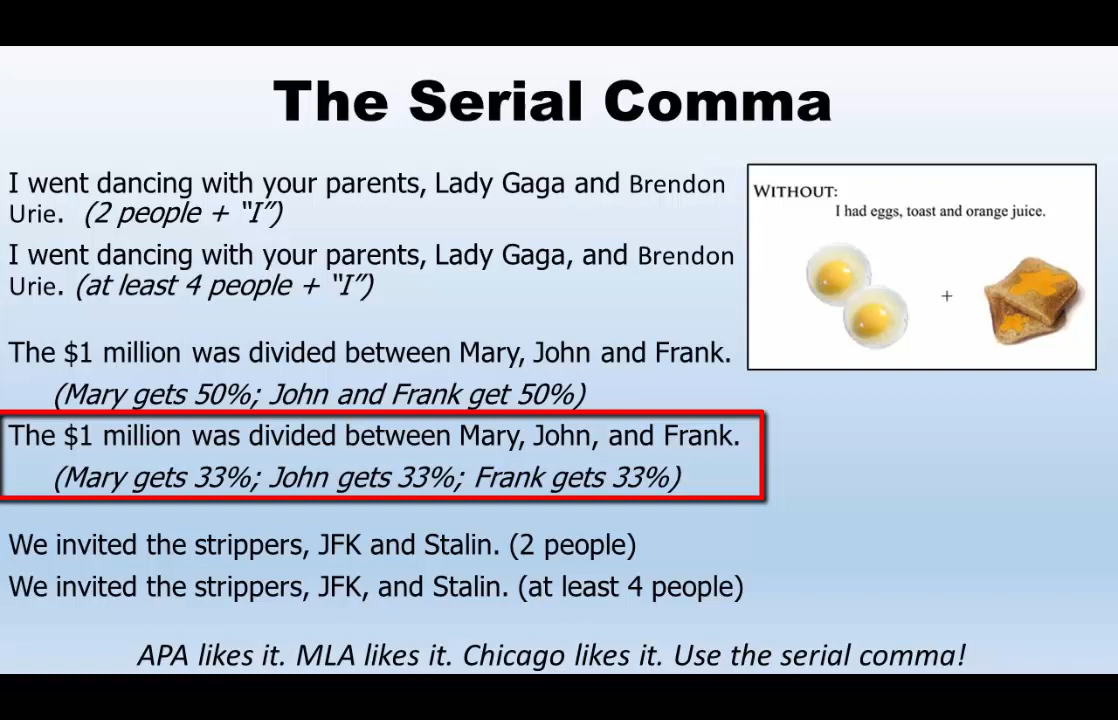 The Serial Comma
I went dancing with your parents, Lady Gaga and Brendon
Urie. (2 people + “I”)
I went dancing with your parents, Lady Gaga, and Brendon
Urie. (at least 4 people + “I”)
The $1 million was divided between Mary, John and Frank.
(Mary gets 50%; John and Frank get 50%)
The $1 million was divided between Mary, John, and Frank.
(Mary gets 33%; John gets 33%; Frank gets 33%)
We invited the strippers, JFK and Stalin. (2 people)
We invited the strippers, JFK, and Stalin. (at least 4 people)
APA likes it. MLA likes it. Chicago likes it. Use the serial comma!
WITHOUT:
I had eggs, toast and orange juice.
+